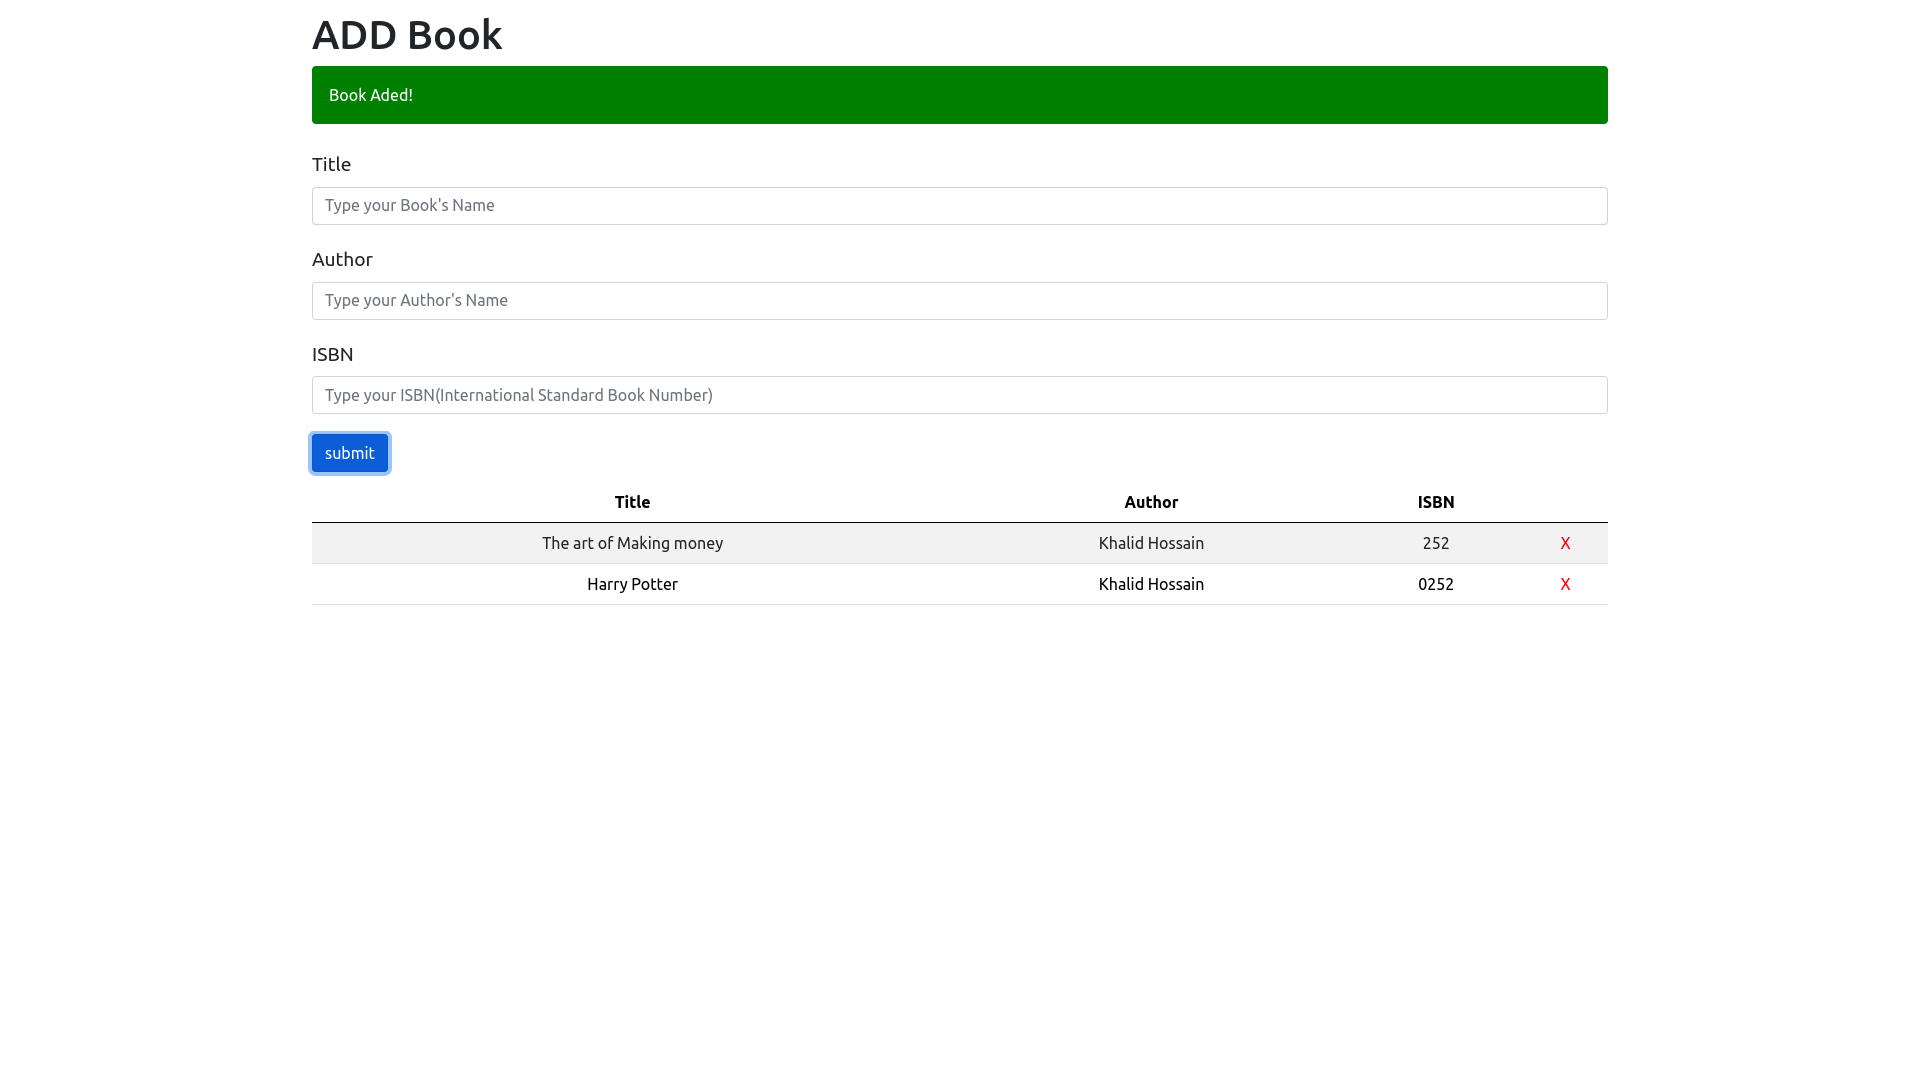 ADD Book
Book Aded!
Title
Type your Book's Name
Author
Type your Author's Name
ISBN
Type your ISBN(International Standard Book Number)
submit
Title Author ISBN
The art of Making money Khalid Hossain 252 X
Harry Potter Khalid Hossain 0252 X